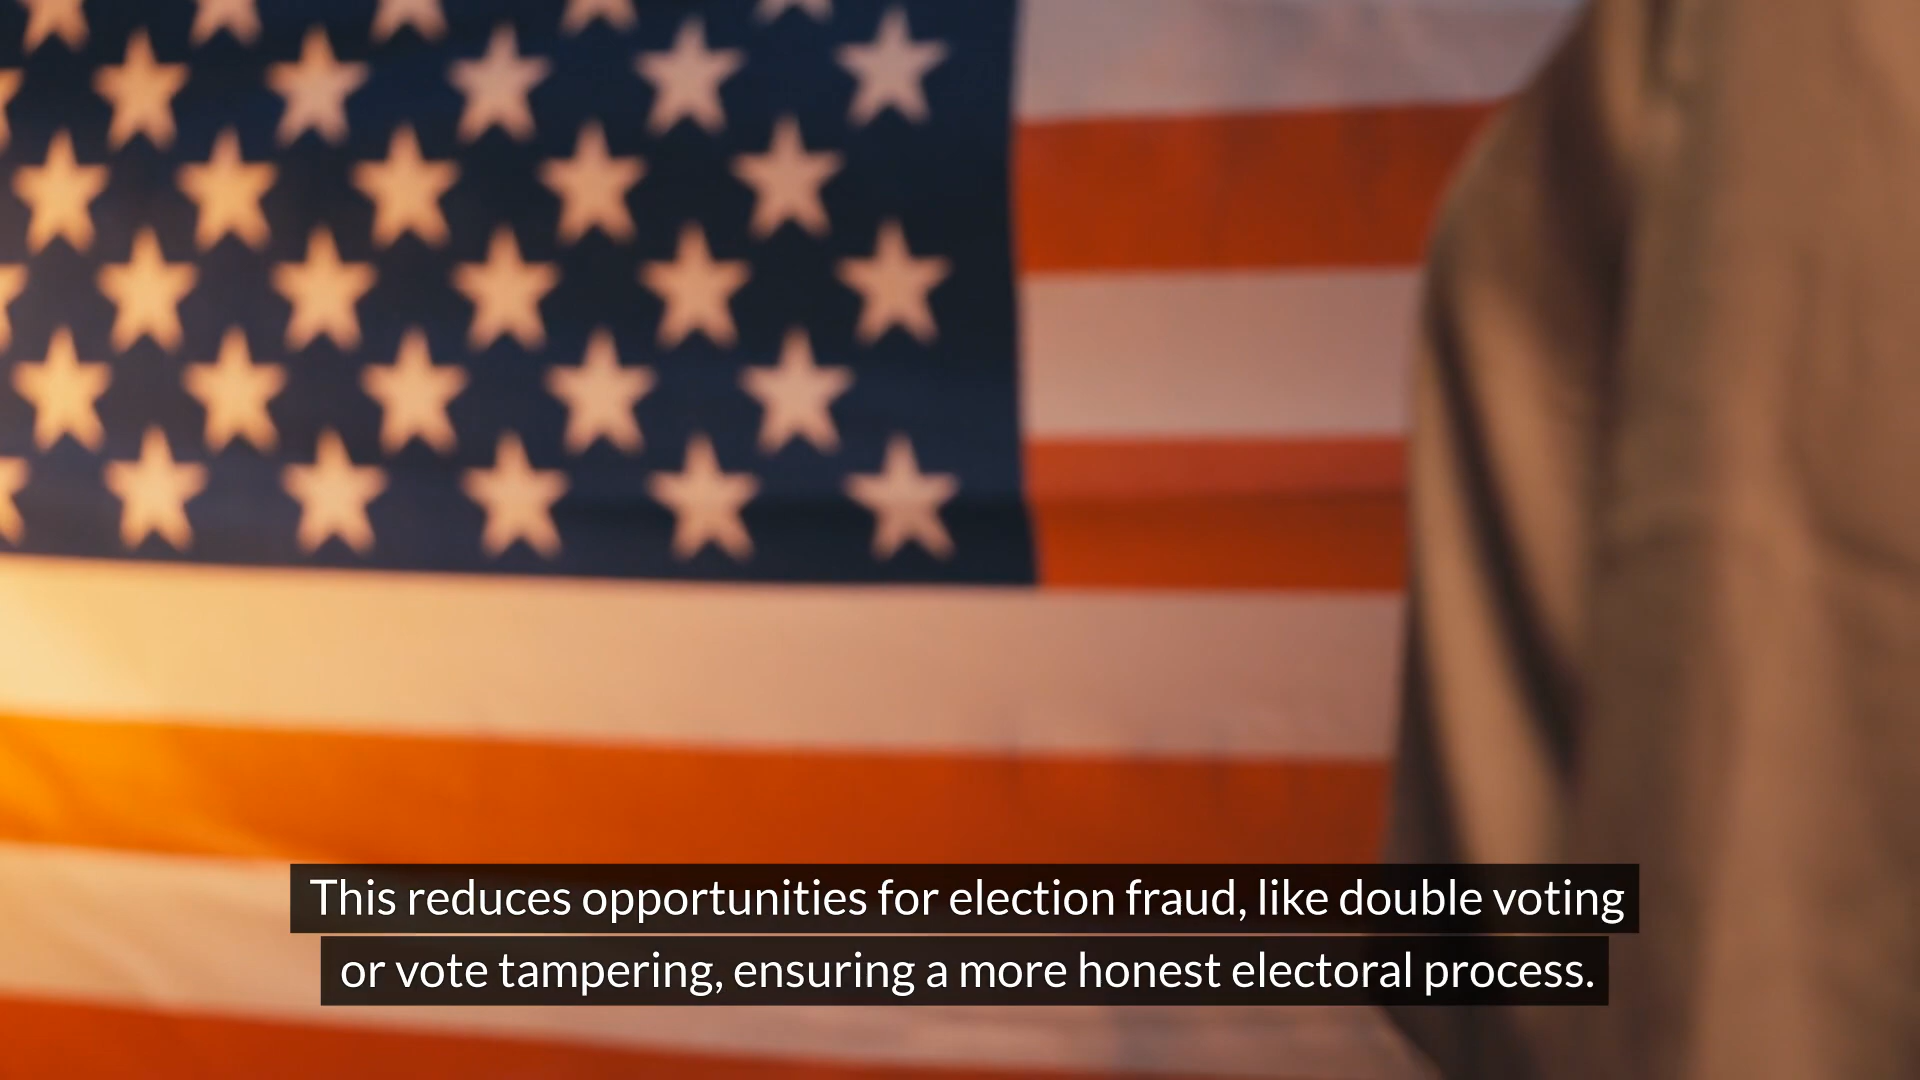 This reduces opportunities for election fraud, like double voting
or vote tampering, ensuring a more honest electoral process.